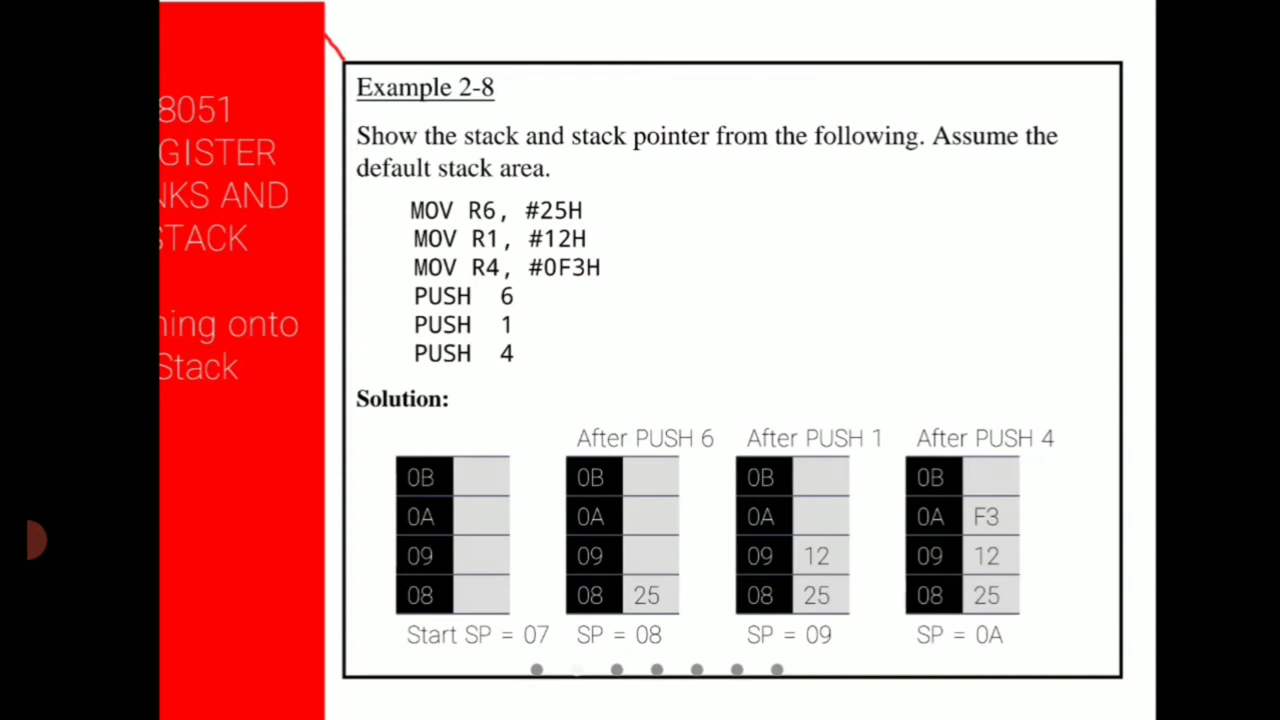 8051
GISTER
NKS AND
STACK
ning onto
Stack
Example 2-8
Show the stack and stack pointer from the following. Assume the
default stack area.
MOV R6, #25H
MOV R1, #12H
MOV R4, #0F3H
PUSH 6
PUSH 1
PUSH 4
Solution:
After PUSH 6 After PUSH 1 After PUSH 4
0B 0B 0B 0B
0A 0A 0A 0A F3
09 09 09 12 09 12
08 08 25 08 25 08 25
Start SP = 07 SP = 08 SP = 09 SP = 0A